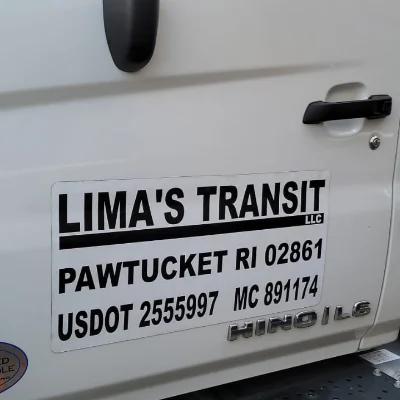 LIMA'S TRANSIT
LLC
PAWTUCKET RI 02861
USDOT 2555997 MC 891174
HINO/LG